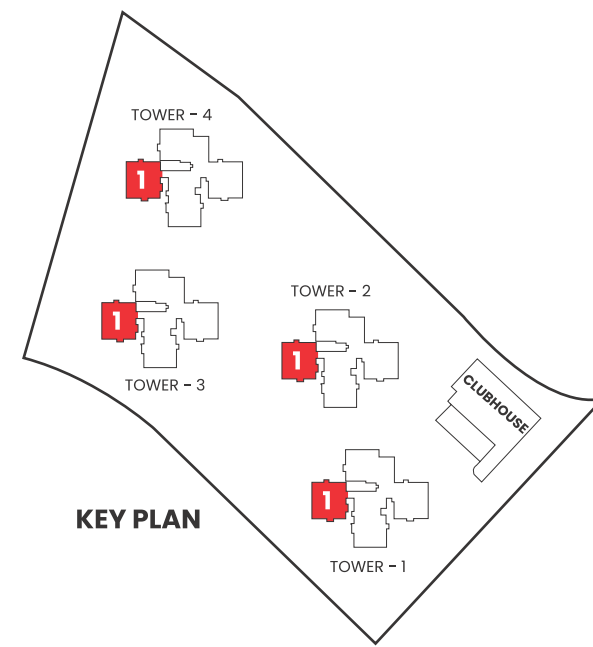 TOWER - 4
1
1
TOWER - 3
TOWER - 2
1
CLUBHOUSE
1
TOWER - 1
KEY PLAN